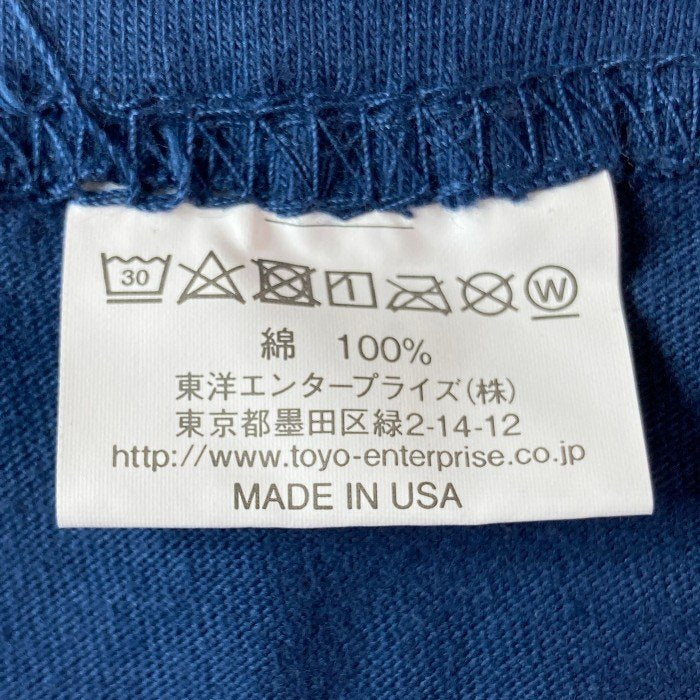 30 W
綿 100%
東洋エンタープライズ(株)
東京都墨田区緑2-14-12
http://www.toyo-enterprise.co.jp
MADE IN USA